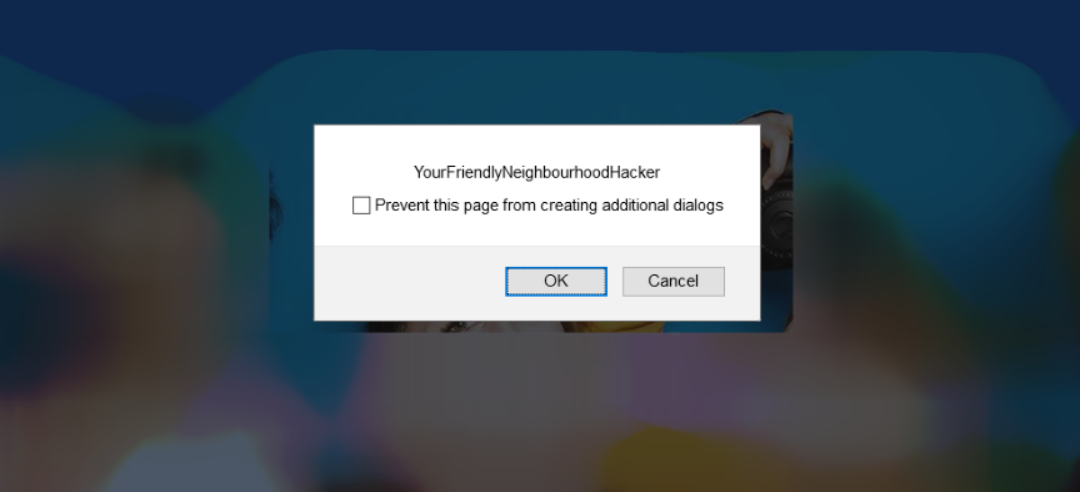 YourFriendlyNeighbourhoodHacker
Prevent this page from creating additional dialogs
OK
Cancel